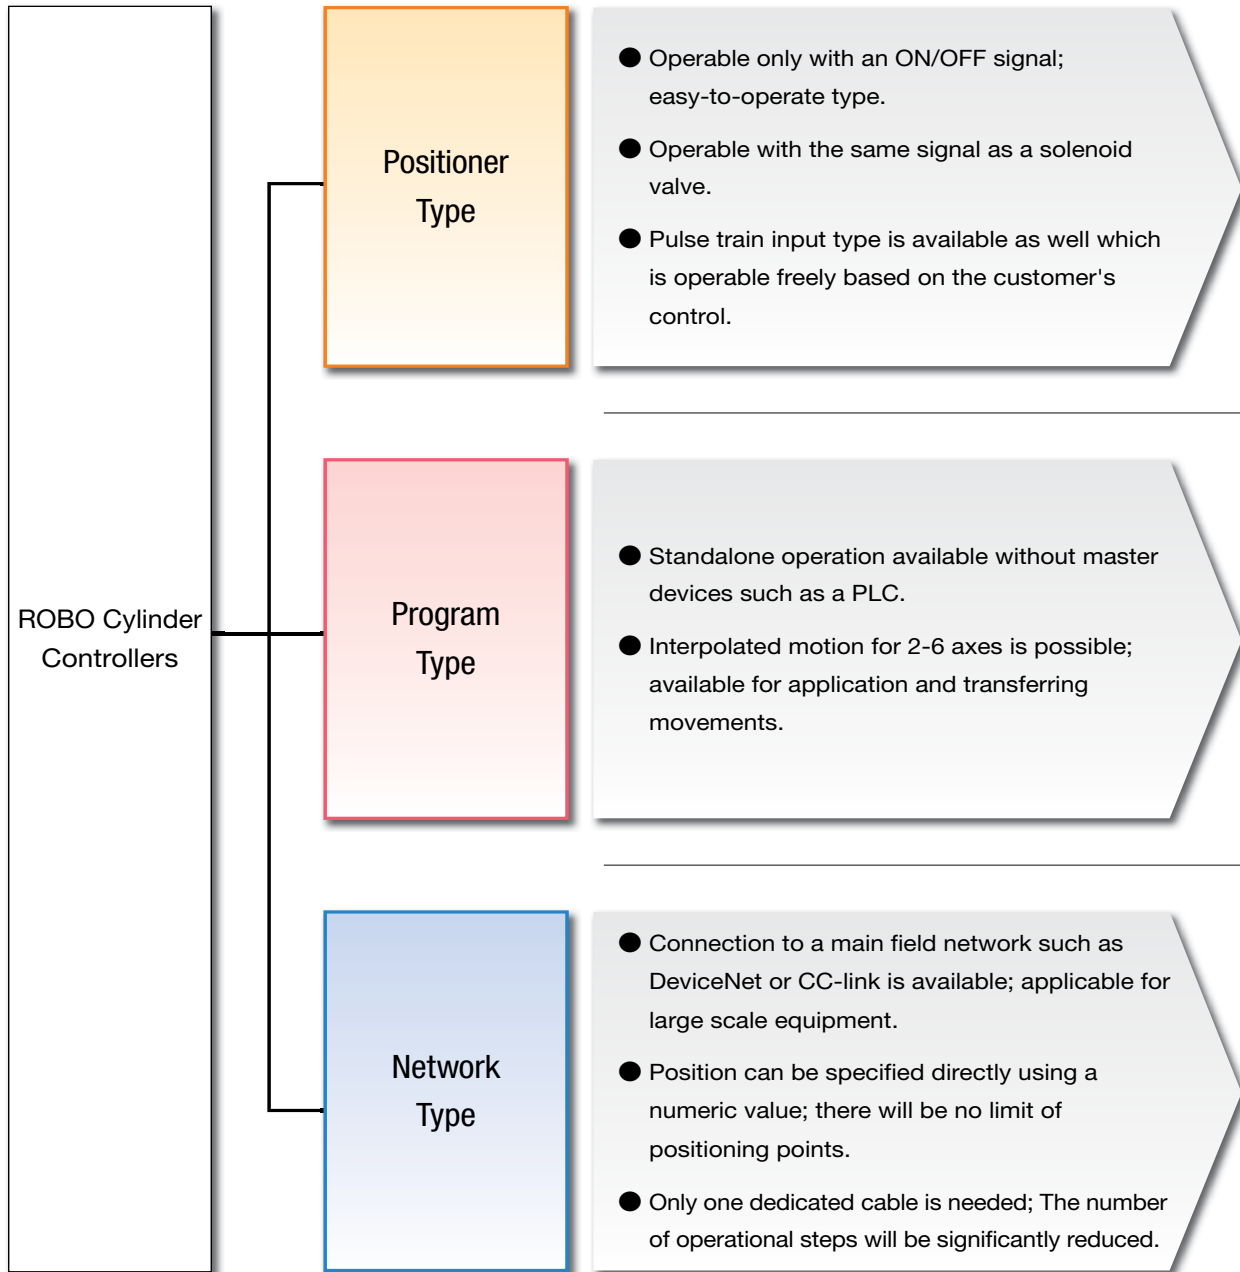 ROBO Cylinder
Controllers
Positioner
Type
● Operable only with an ON/OFF signal;
easy-to-operate type.
● Operable with the same signal as a solenoid
valve.
● Pulse train input type is available as well which
is operable freely based on the customer's
control.
Program
Type
● Standalone operation available without master
devices such as a PLC.
● Interpolated motion for 2-6 axes is possible;
available for application and transferring
movements.
Network
Type
● Connection to a main field network such as
DeviceNet or CC-link is available; applicable for
large scale equipment.
● Position can be specified directly using a
numeric value; there will be no limit of
positioning points.
● Only one dedicated cable is needed; The number
of operational steps will be significantly reduced.